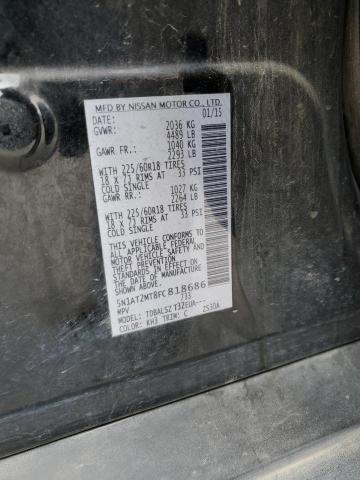 MFD BY NISSAN MOTOR CO., LTD.
DATE: 01/15
GVWR: 2036 KG
4489 LB
GAWR FR.: 1040 KG
2293 LB
WITH 225/60R18 TIRES
18 X 7J RIMS AT 33 PSI
COLD SINGLE
GAWR RR.: 1027 KG
2264 LB
WITH 225/60R18 TIRES
18 X 7J RIMS AT 33 PSI
COLD SINGLE
THIS VEHICLE CONFORMS TO
ALL APPLICABLE FEDERAL
MOTOR VEHICLE SAFETY
STANDARDS IN EFFECT ON THE
DATE OF MANUFACTURE
SHOWN ABOVE.
5N1AT2MT8FC818686
MPV 733
MODEL: TDBALSZ T3ZEUA---
COLOR: KH3 TRIM: C 2530A